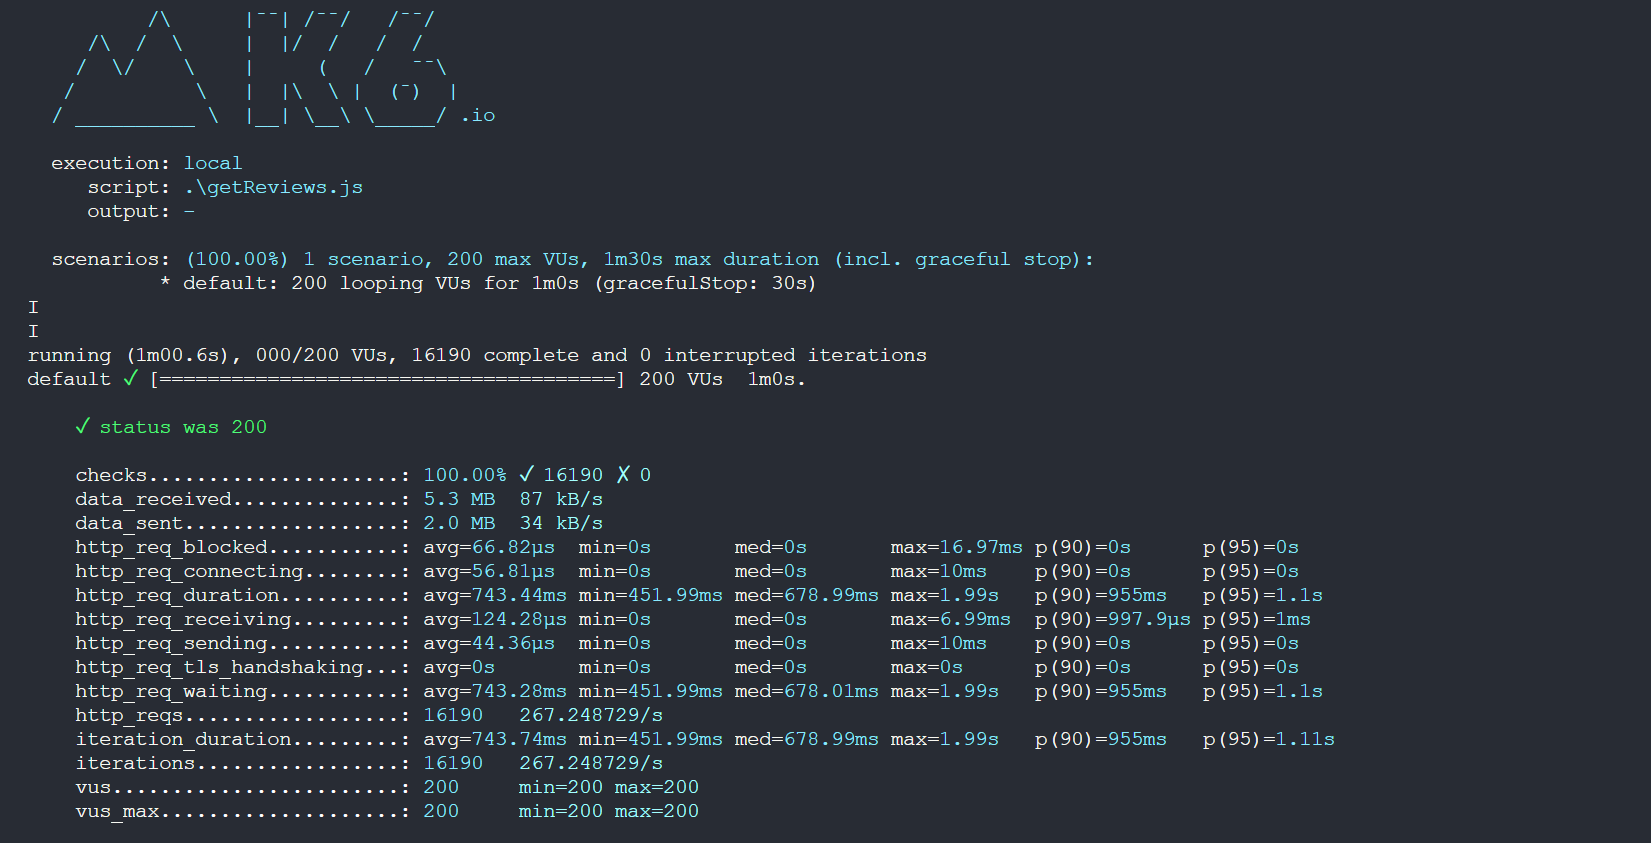 /\      |‾‾| /‾‾/   /‾‾/
     /\  /  \     |  |/  /   /  /
    /  \/    \    |     (   /   ‾‾\
   /          \   |  |\  \ |  (‾)  |
  / __________ \  |__| \__\ \_____/ .io
execution: local
script: .\getReviews.js
output: -
scenarios: (100.00%) 1 scenario, 200 max VUs, 1m30s max duration (incl. graceful stop):
* default: 200 looping VUs for 1m0s (gracefulStop: 30s)
I
I
running (1m00.6s), 000/200 VUs, 16190 complete and 0 interrupted iterations
default ✓ [======================================] 200 VUs  1m0s.
✓ status was 200
checks.....................: 100.00% ✓ 16190 ✗ 0
data_received..............: 5.3 MB  87 kB/s
data_sent..................: 2.0 MB  34 kB/s
http_req_blocked...........: avg=66.82µs  min=0s       med=0s       max=16.97ms p(90)=0s      p(95)=0s
http_req_connecting........: avg=56.81µs  min=0s       med=0s       max=10ms    p(90)=0s      p(95)=0s
http_req_duration..........: avg=743.44ms min=451.99ms med=678.99ms max=1.99s   p(90)=955ms   p(95)=1.1s
http_req_receiving.........: avg=124.28µs min=0s       med=0s       max=6.99ms  p(90)=997.9µs p(95)=1ms
http_req_sending...........: avg=44.36µs  min=0s       med=0s       max=10ms    p(90)=0s      p(95)=0s
http_req_tls_handshaking...: avg=0s       min=0s       med=0s       max=0s      p(90)=0s      p(95)=0s
http_req_waiting...........: avg=743.28ms min=451.99ms med=678.01ms max=1.99s   p(90)=955ms   p(95)=1.1s
http_reqs..................: 16190   267.248729/s
iteration_duration.........: avg=743.74ms min=451.99ms med=678.99ms max=1.99s   p(90)=955ms   p(95)=1.11s
iterations.................: 16190   267.248729/s
vus........................: 200     min=200 max=200
vus_max....................: 200     min=200 max=200